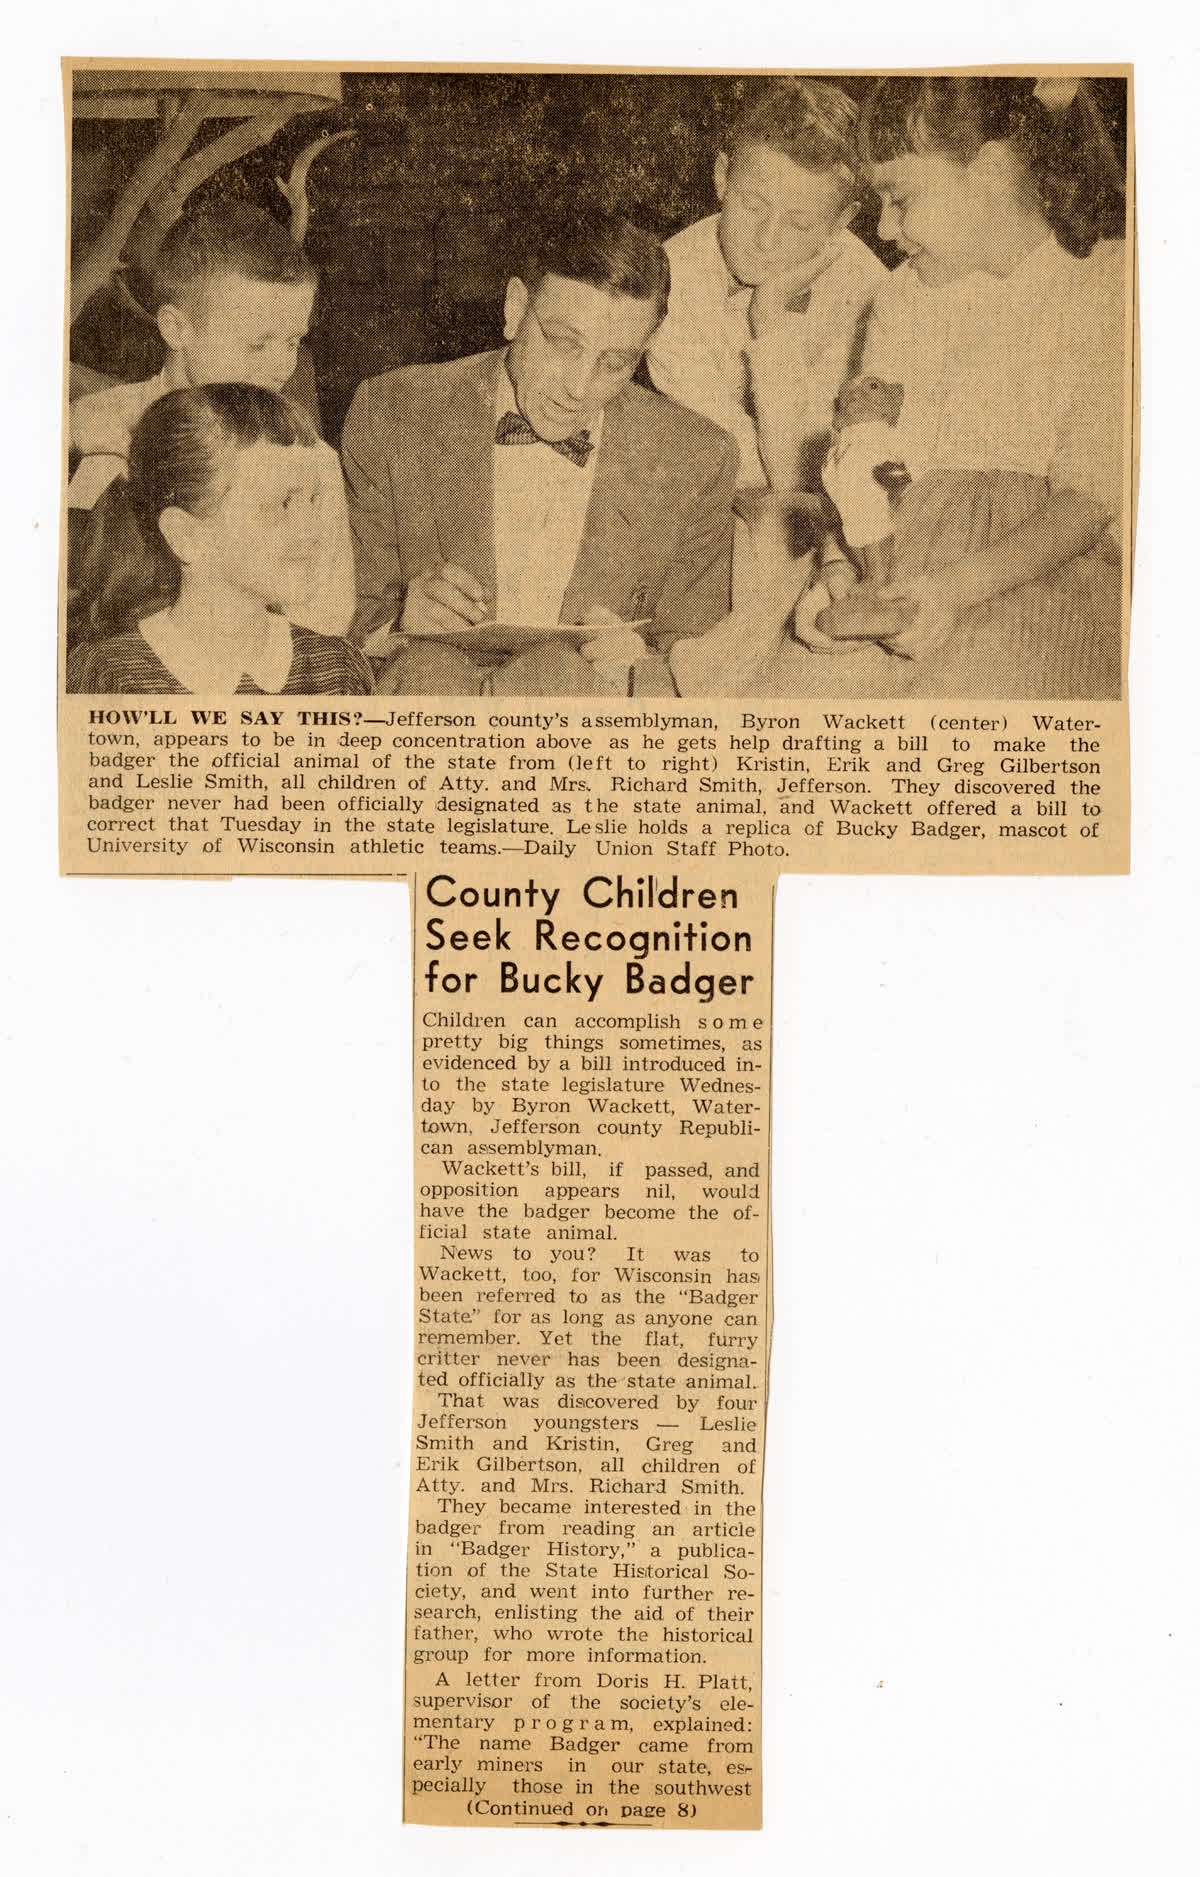 HOW'LL WE SAY THIS?—Jefferson county's assemblyman, Byron Wackett (center) Water-
town, appears to be in deep concentration above as he gets help drafting a bill to make the
badger the official animal of the state from (left to right) Kristin, Erik and Greg Gilbertson
and Leslie Smith, all children of Atty. and Mrs. Richard Smith, Jefferson. They discovered the
badger never had been officially designated as the state animal, and Wackett offered a bill to
correct that Tuesday in the state legislature. Leslie holds a replica of Bucky Badger, mascot of
University of Wisconsin athletic teams.—Daily Union Staff Photo.
County Children
Seek Recognition
for Bucky Badger
Children can accomplish some
pretty big things sometimes, as
evidenced by a bill introduced in-
to the state legislature Wednes-
day by Byron Wackett, Water-
town, Jefferson county Republi-
can assemblyman.
Wackett's bill, if passed, and
opposition appears nil, would
have the badger become the of-
ficial state animal.
News to you? It was to
Wackett, too, for Wisconsin has
been referred to as the "Badger
State" for as long as anyone can
remember. Yet the flat, furry
critter never has been designa-
ted officially as the state animal.
That was discovered by four
Jefferson youngsters — Leslie
Smith and Kristin, Greg and
Erik Gilbertson, all children of
Atty. and Mrs. Richard Smith.
They became interested in the
badger from reading an article
in "Badger History," a publica-
tion of the State Historical So-
ciety, and went into further re-
search, enlisting the aid of their
father, who wrote the historical
group for more information.
A letter from Doris H. Platt,
supervisor of the society's ele-
mentary program, explained:
"The name Badger came from
early miners in our state, es-
pecially those in the southwest
(Continued on page 8)